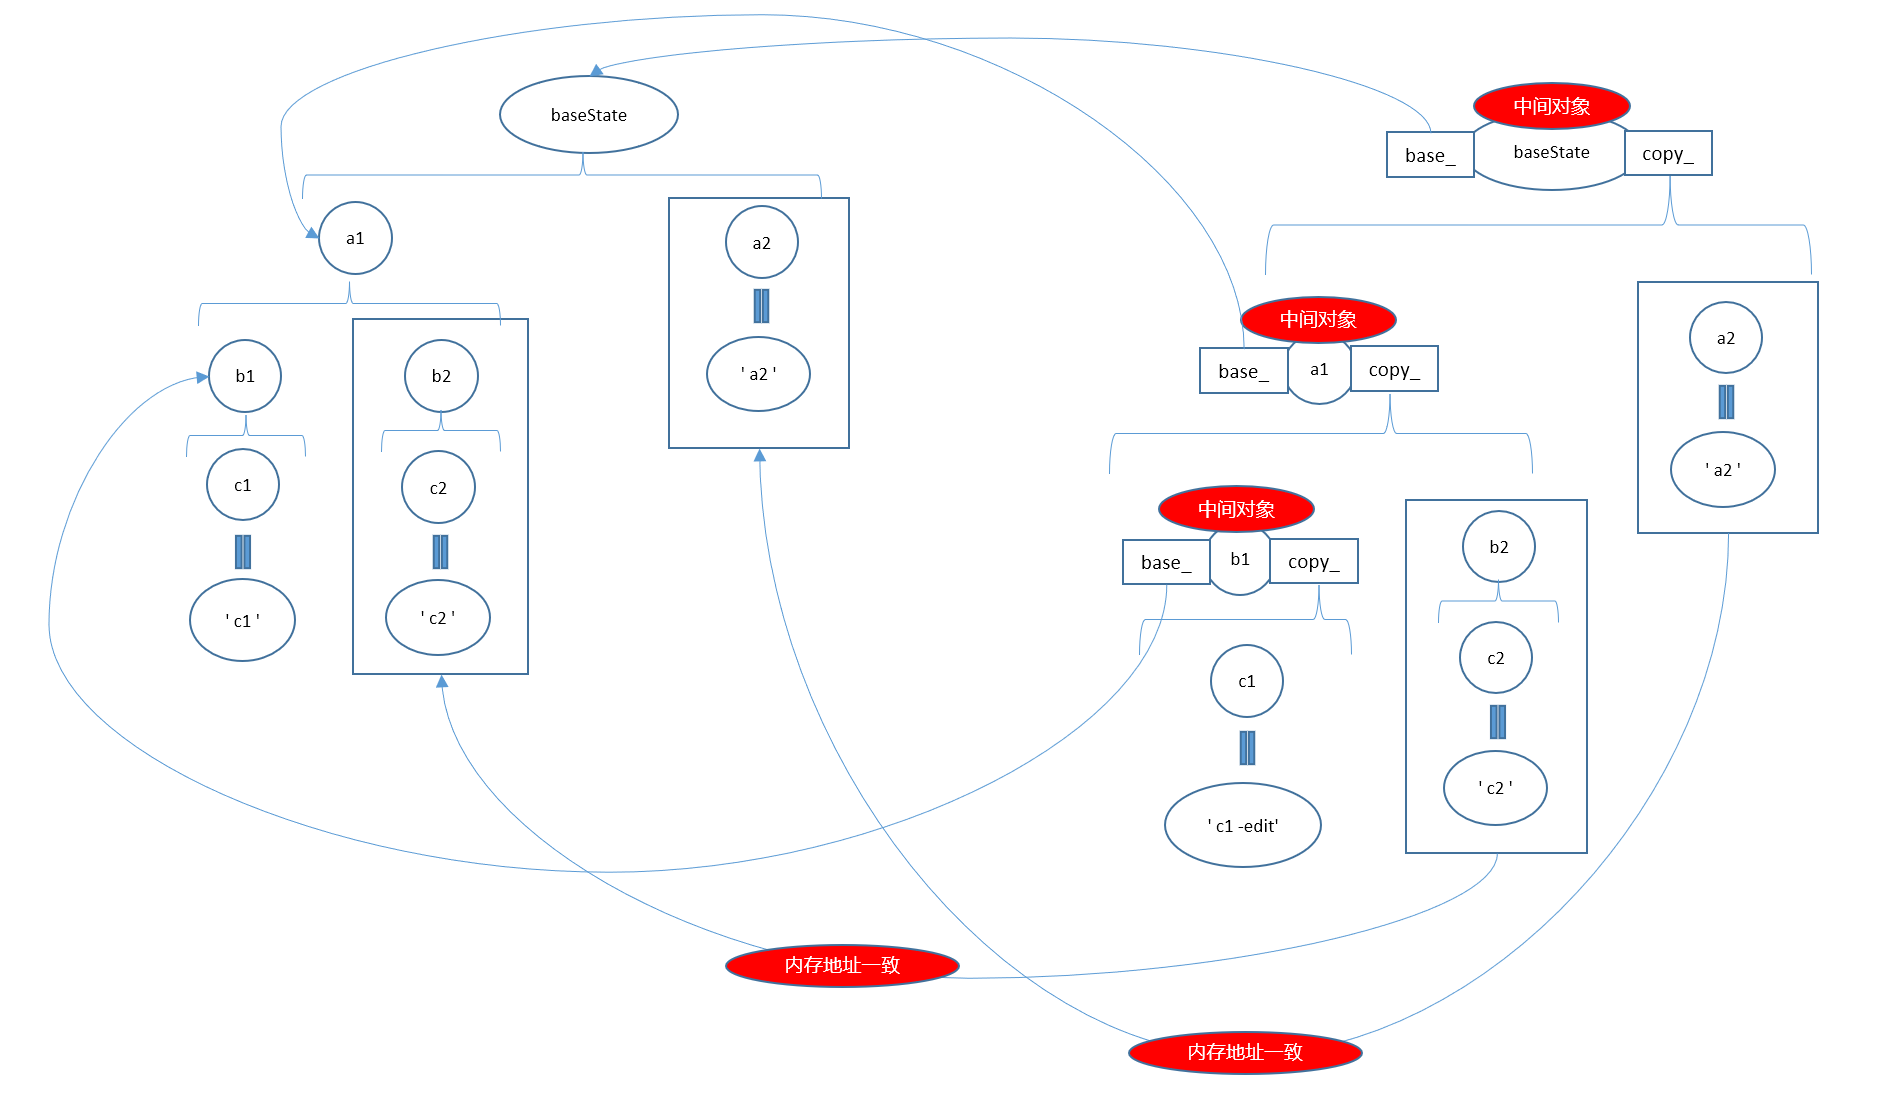 baseState
a1
a2
' a2 '
b1
b2
c1
c2
' c1 '
' c2 '
中间对象
base_
baseState
copy_
中间对象
base_
a1
copy_
a2
' a2 '
中间对象
base_
b1
copy_
b2
c1
c2
' c1 -edit'
' c2 '
内存地址一致
内存地址一致